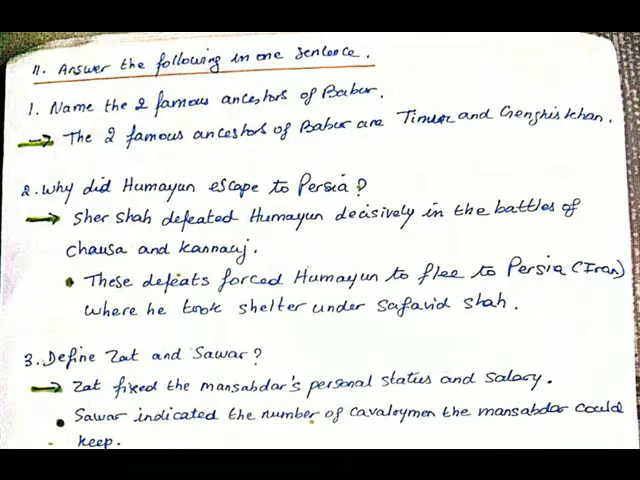 II. Answer the following in one sentence.
1. Name the 2 famous ancestors of Babur.
→ The 2 famous ancestors of Babur are Timur and Genghis Khan.
2. Why did Humayun escape to Persia?
→ Sher Shah defeated Humayun decisively in the battles of
Chausa and Kannauj.
• These defeats forced Humayun to flee to Persia (Iran)
where he took shelter under Safavid Shah.
3. Define Zat and Sawar?
→ Zat fixed the mansabdar's personal status and salary.
• Sawar indicated the number of cavalrymen the mansabdar could
keep.